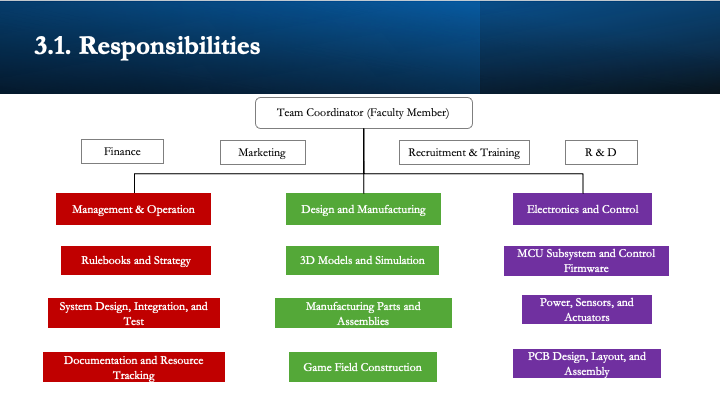 3.1. Responsibilities
Team Coordinator (Faculty Member)
Finance
Marketing
Recruitment & Training
R & D
Management & Operation
Design and Manufacturing
Electronics and Control
Rulebooks and Strategy
3D Models and Simulation
MCU Subsystem and Control
Firmware
System Design, Integration, and
Test
Manufacturing Parts and
Assemblies
Power, Sensors, and
Actuators
Documentation and Resource
Tracking
Game Field Construction
PCB Design, Layout, and
Assembly